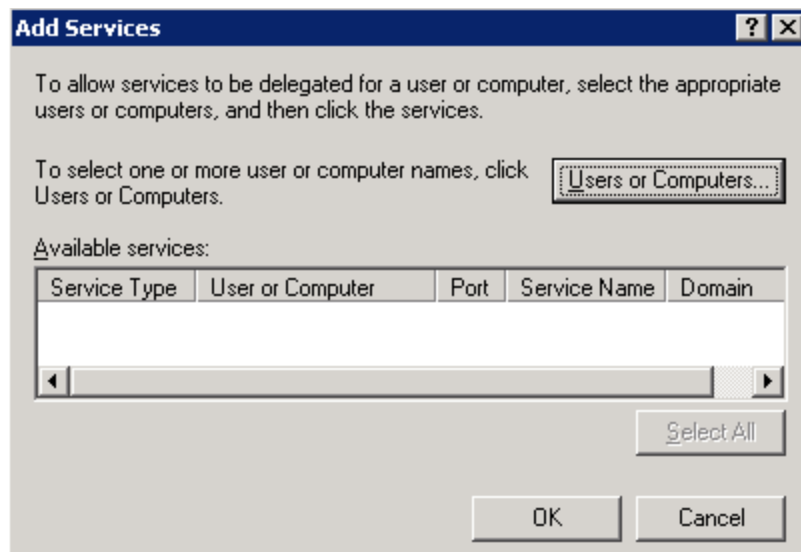 Add Services
To allow services to be delegated for a user or computer, select the appropriate
users or computers, and then click the services.
To select one or more user or computer names, click
Users or Computers.
Users or Computers...
Available services:
Service Type User or Computer Port Service Name Domain
Select All
OK Cancel